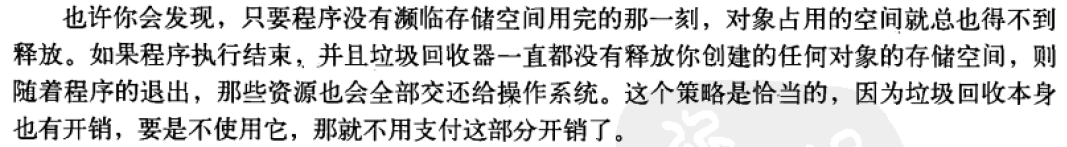 也许你会发现，只要程序没有濒临存储空间用完的那一刻，对象占用的空间就总也得不到
释放。如果程序执行结束，并且垃圾回收器一直都没有释放你创建的任何对象的存储空间，则
随着程序的退出，那些资源也会全部交还给操作系统。这个策略是恰当的，因为垃圾回收本身
也有开销，要是不使用它，那就不用支付这部分开销了。